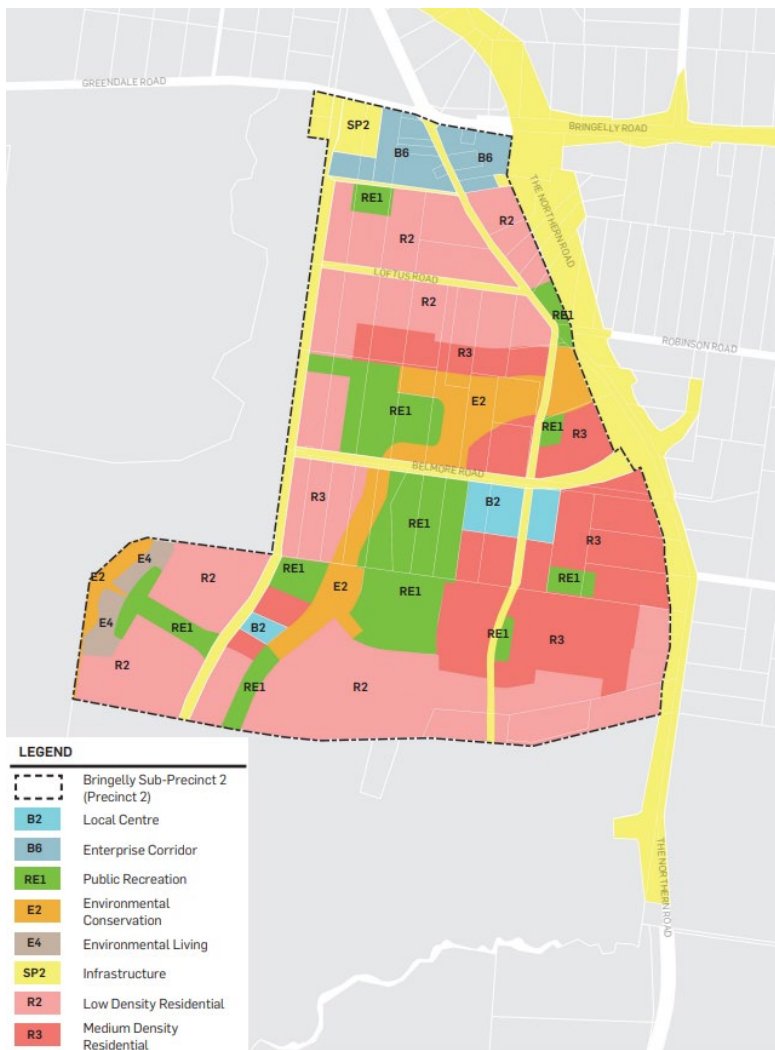 GREENDALE ROAD
SP2
B6
B6
BRINGELLY ROAD
THE NORTHERN ROAD
RE1
R2
R2
LOFTUS ROAD
R2
RE1
ROBINSON ROAD
R3
E2
RE1
RE1
R3
BELMORE ROAD
R3
B2
RE1
R3
E4
E2
R2
RE1
E2
RE1
RE1
E4
RE1
B2
RE1
R3
R2
RE1
R2
THE NORTHERN ROAD
LEGEND
Bringelly Sub-Precinct 2
(Precinct 2)
B2 Local Centre
B6 Enterprise Corridor
RE1 Public Recreation
E2 Environmental
Conservation
E4 Environmental Living
SP2 Infrastructure
R2 Low Density Residential
R3 Medium Density
Residential